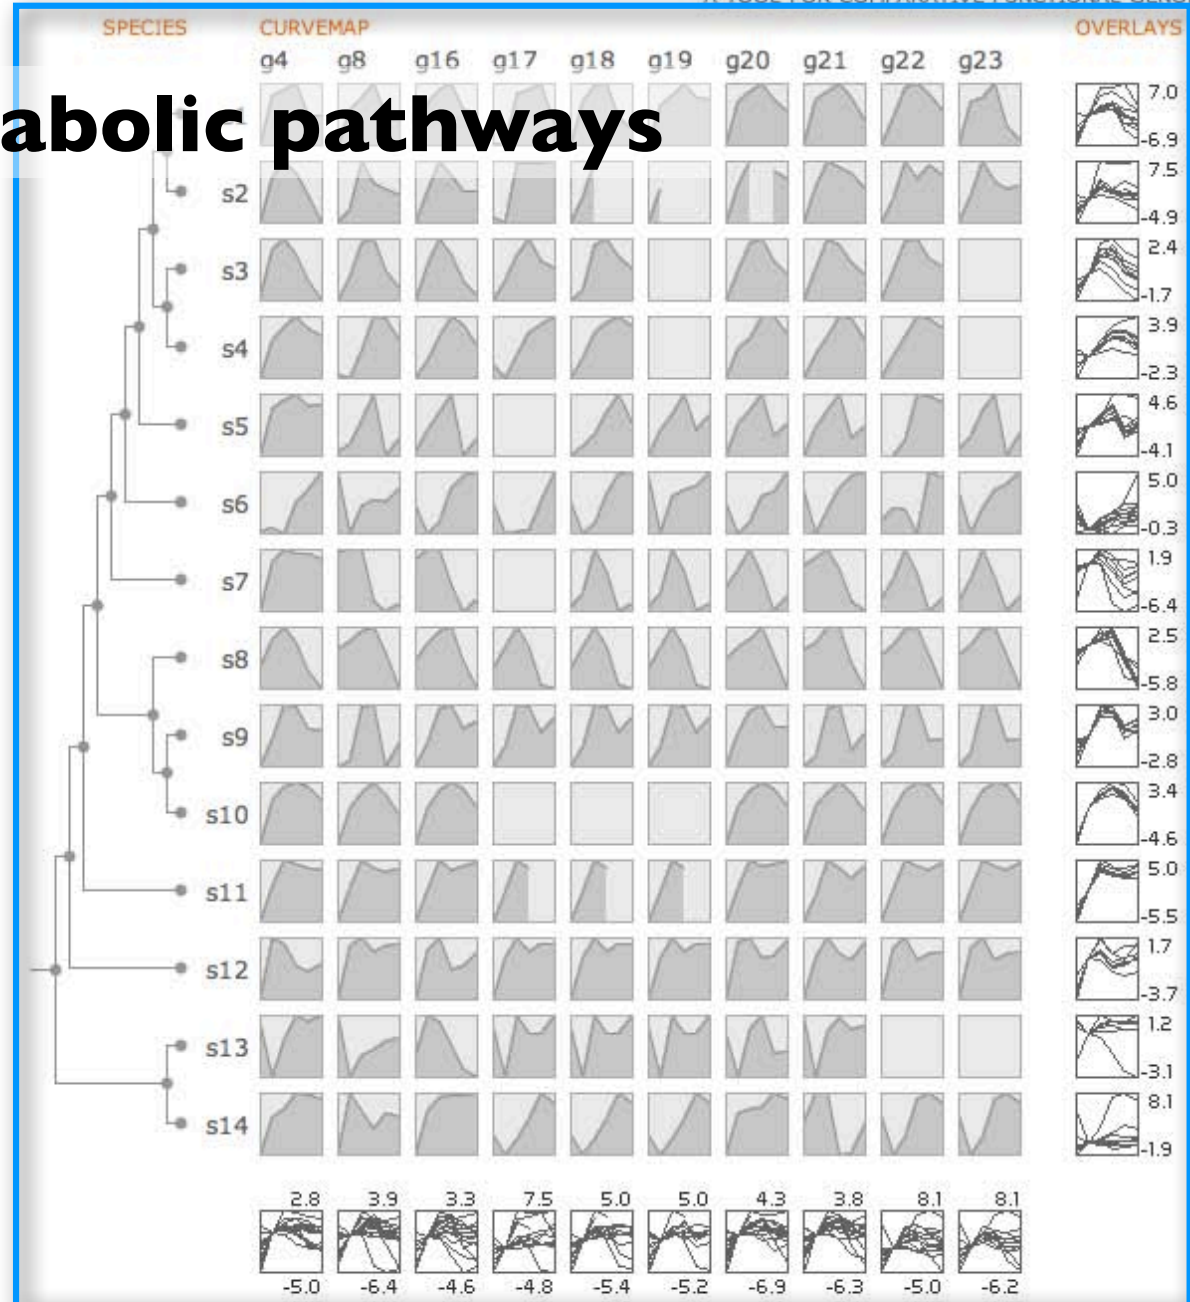 SPECIES CURVEMAP OVERLAYS
g4 g8 g16 g17 g18 g19 g20 g21 g22 g23
abolic pathways
7.0
-6.9
s2 7.5
-4.9
s3 2.4
-1.7
s4 3.9
-2.3
s5 4.6
-4.1
s6 5.0
-0.3
s7 1.9
-6.4
s8 2.5
-5.8
s9 3.0
-2.8
s10 3.4
-4.6
s11 5.0
-5.5
s12 1.7
-3.7
s13 1.2
-3.1
s14 8.1
-1.9
2.8 3.9 3.3 7.5 5.0 5.0 4.3 3.8 8.1 8.1
-5.0 -6.4 -4.6 -4.8 -5.4 -5.2 -6.9 -6.3 -5.0 -6.2